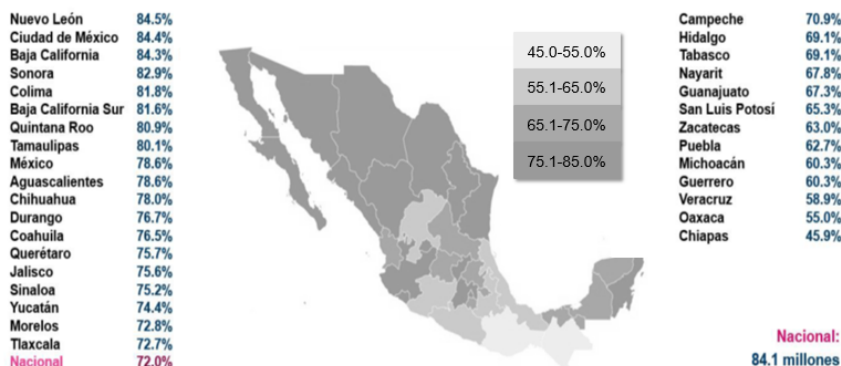 Nuevo León 84.5%
Ciudad de México 84.4%
Baja California 84.3%
Sonora 82.9%
Colima 81.8%
Baja California Sur 81.6%
Quintana Roo 80.9%
Tamaulipas 80.1%
México 78.6%
Aguascalientes 78.6%
Chihuahua 78.0%
Durango 76.7%
Coahuila 76.5%
Querétaro 75.7%
Jalisco 75.6%
Sinaloa 75.2%
Yucatán 74.4%
Morelos 72.8%
Tlaxcala 72.7%
Nacional 72.0%
45.0-55.0%
55.1-65.0%
65.1-75.0%
75.1-85.0%
Campeche 70.9%
Hidalgo 69.1%
Tabasco 69.1%
Nayarit 67.8%
Guanajuato 67.3%
San Luis Potosí 65.3%
Zacatecas 63.0%
Puebla 62.7%
Michoacán 60.3%
Guerrero 60.3%
Veracruz 58.9%
Oaxaca 55.0%
Chiapas 45.9%
Nacional:
84.1 millones